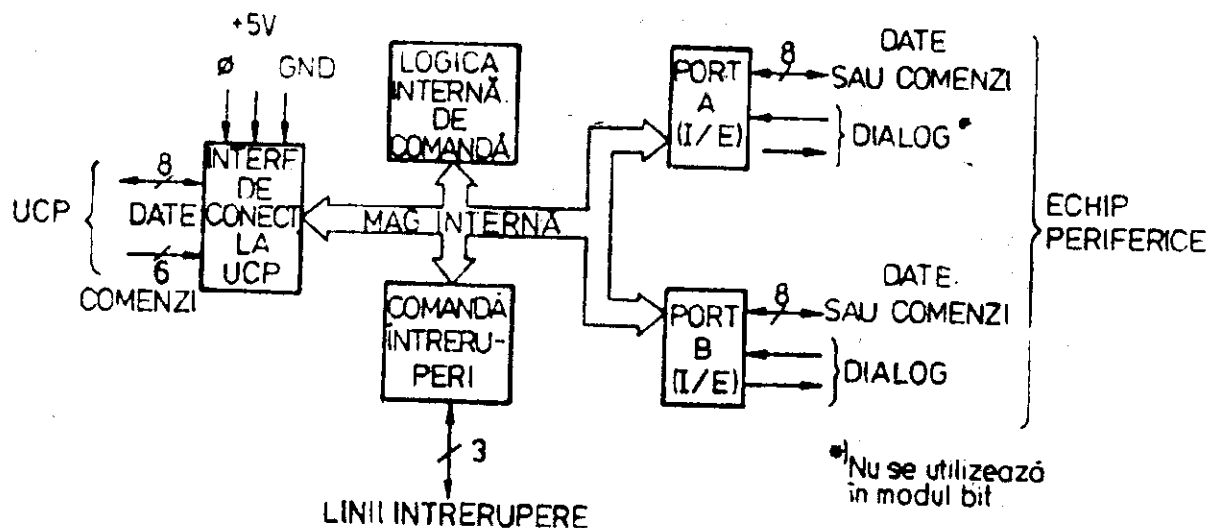 +5V
Ø
GND
UCP
8
DATE
6
COMENZI
INTERF.
DE
CONECT
LA
UCP
LOGICA
INTERNĂ
DE
COMANDĂ
MAG INTERNĂ
COMANDĂ
ÎNTRERU-
PERI
3
LINII INTRERUPERE
PORT
A
(I/E)
8
DATE
SAU COMENZI
DIALOG*
PORT
B
(I/E)
8
DATE
SAU COMENZI
DIALOG
ECHIP
PERIFERICE
*)Nu se utilizează
în modul bit